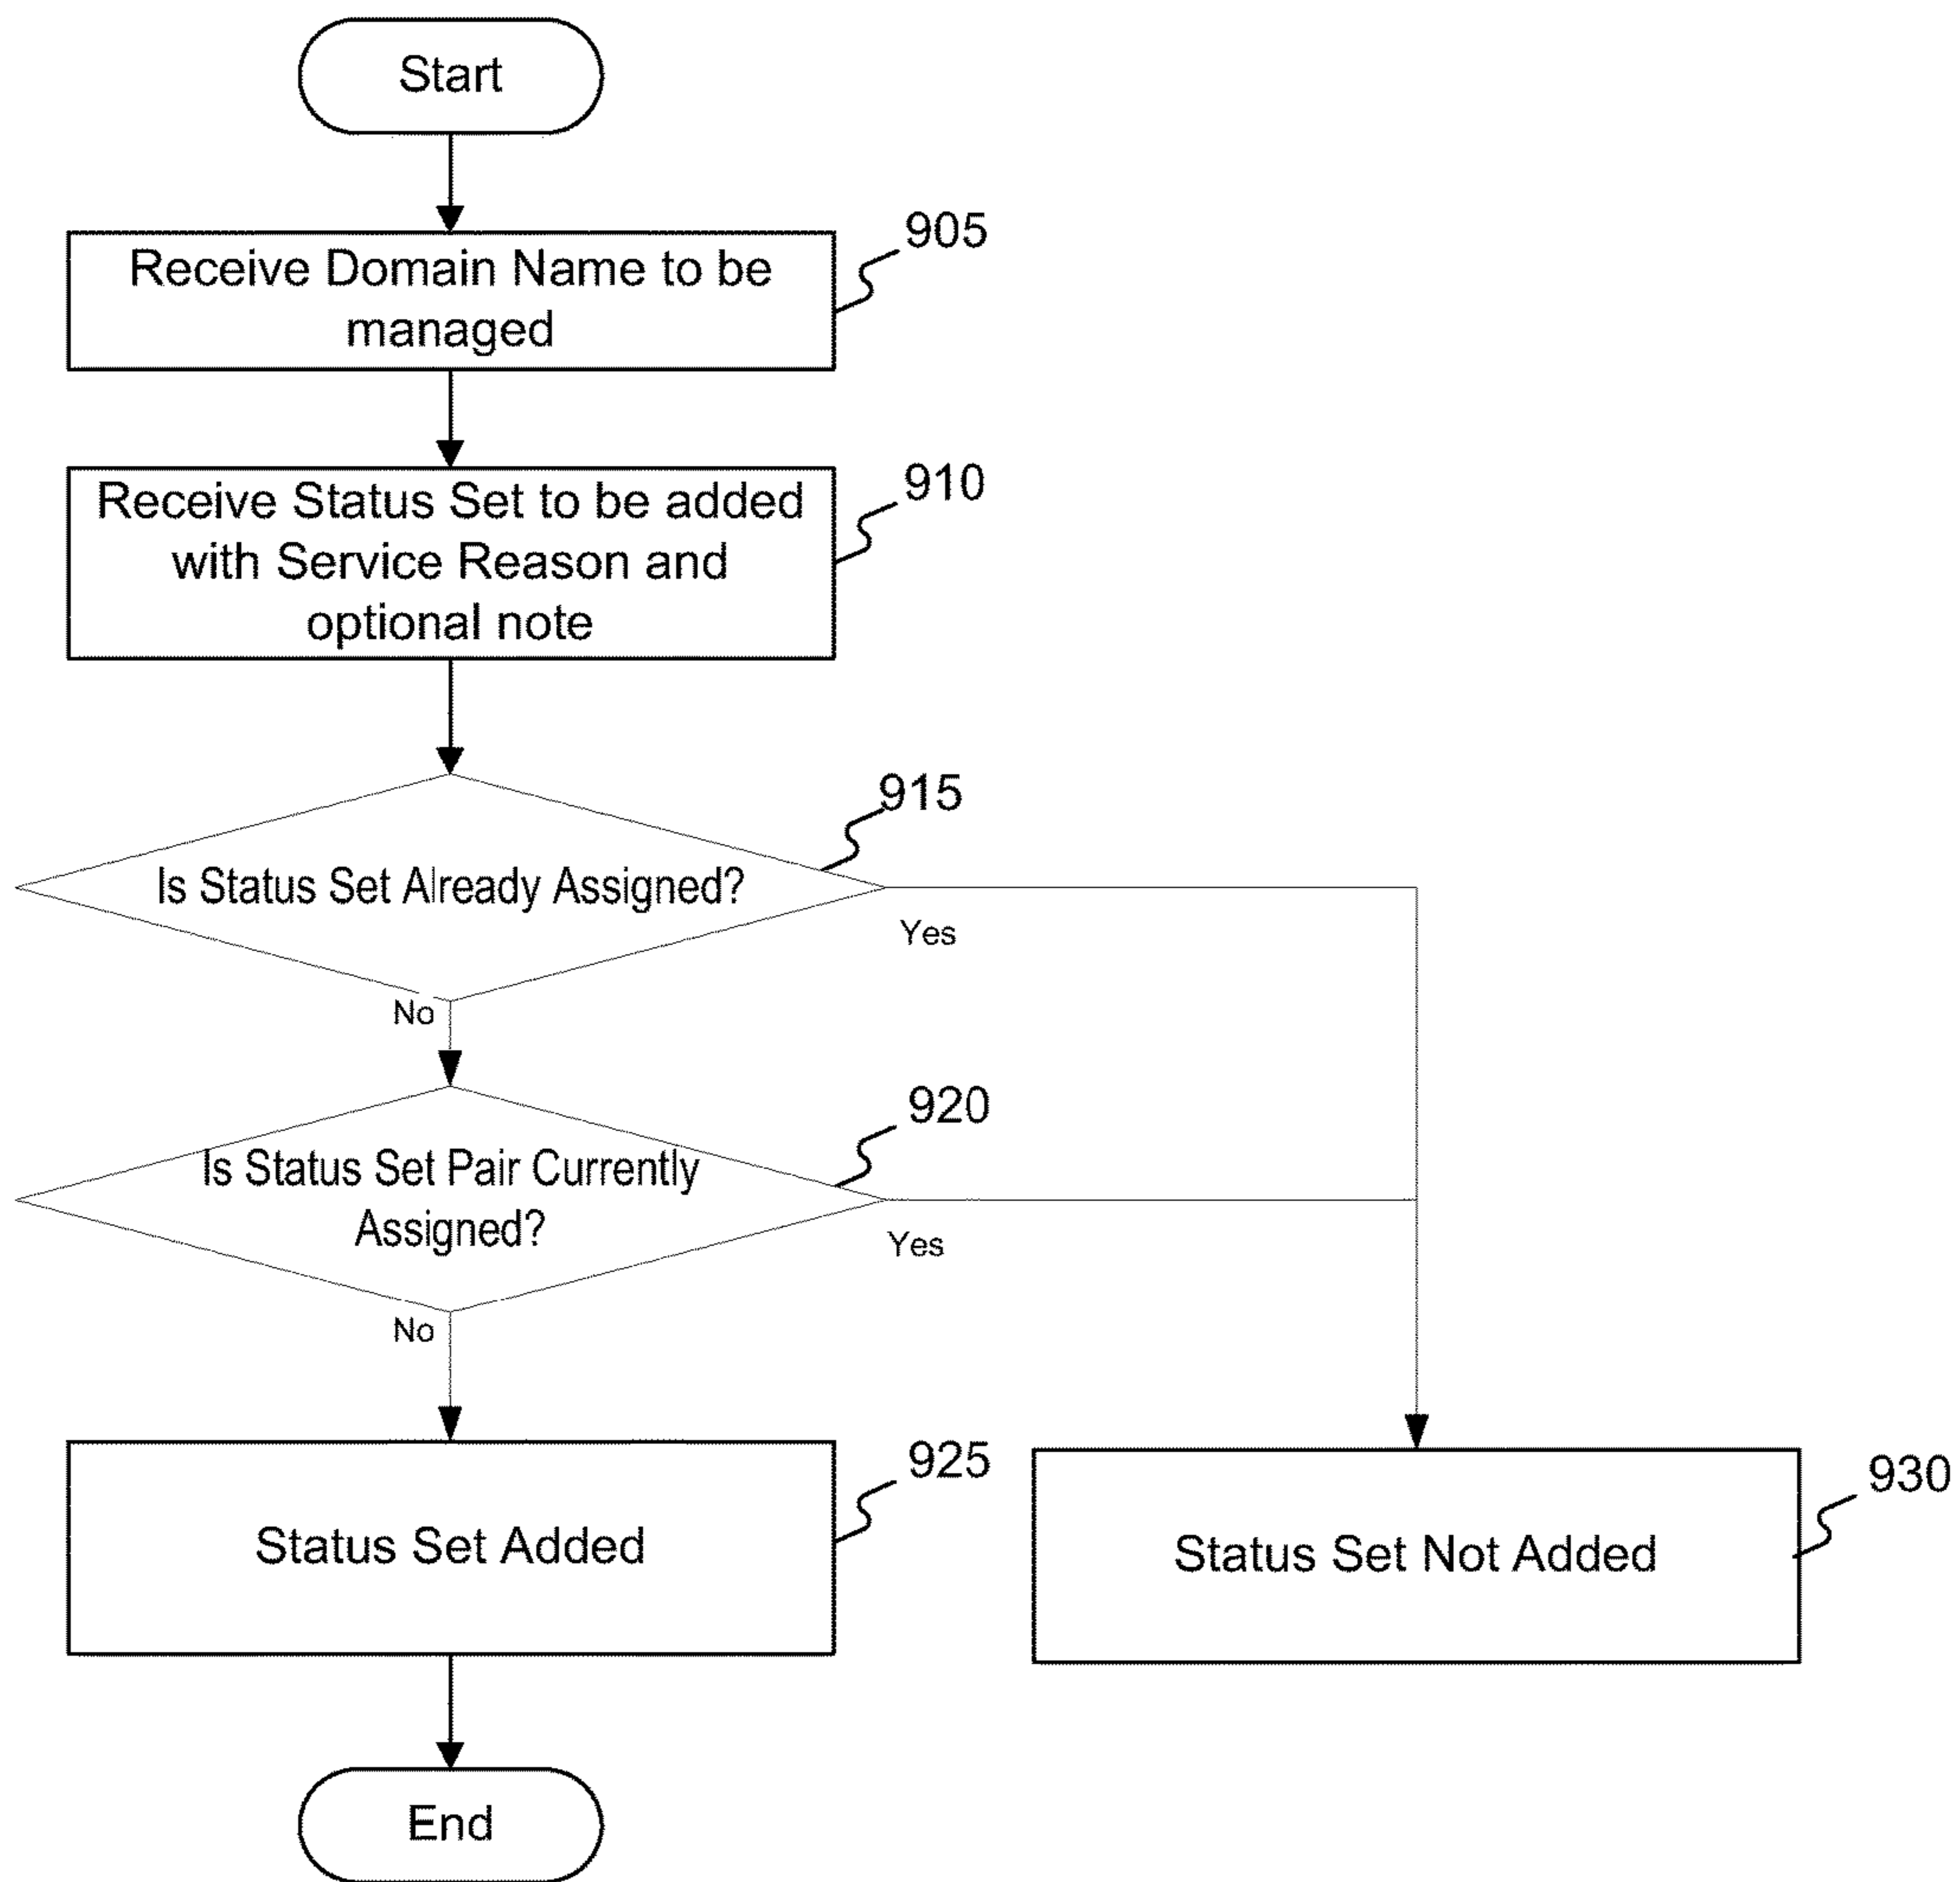 Start
Receive Domain Name to be
managed
905
Receive Status Set to be added
with Service Reason and
optional note
910
Is Status Set Already Assigned?
915
Yes
No
Is Status Set Pair Currently
Assigned?
920
Yes
No
Status Set Added
925
Status Set Not Added
930
End